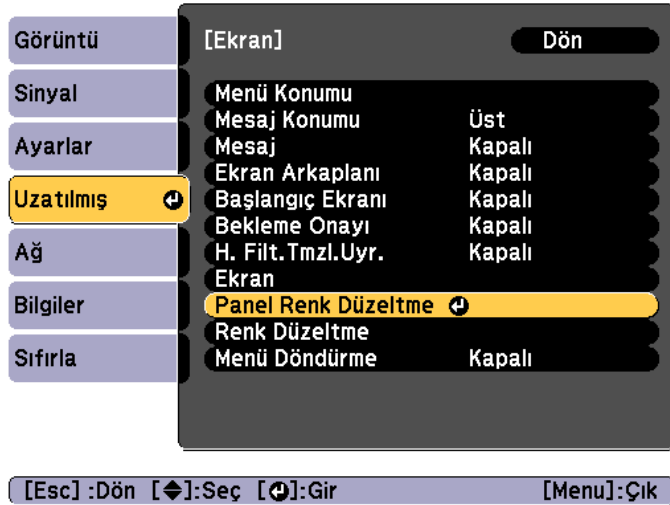 Görüntü
Sinyal
Ayarlar
Uzatılmış
Ağ
Bilgiler
Sıfırla
[Ekran] Dön
Menü Konumu
Mesaj Konumu Üst
Mesaj Kapalı
Ekran Arkaplanı Kapalı
Başlangıç Ekranı Kapalı
Bekleme Onayı Kapalı
H. Filt.Tmzl.Uyr. Kapalı
Ekran
Panel Renk Düzeltme
Renk Düzeltme
Menü Döndürme Kapalı
[Esc] :Dön [◆]:Seç [↵]:Gir [Menu]:Çık